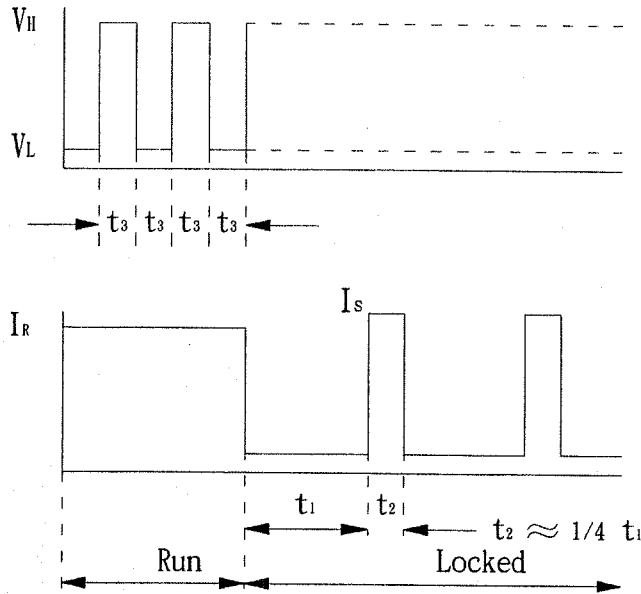 VH
VL
t3 t3 t3 t3
IS
IR
t1 t2 t2 ≈ 1/4 t1
Run Locked